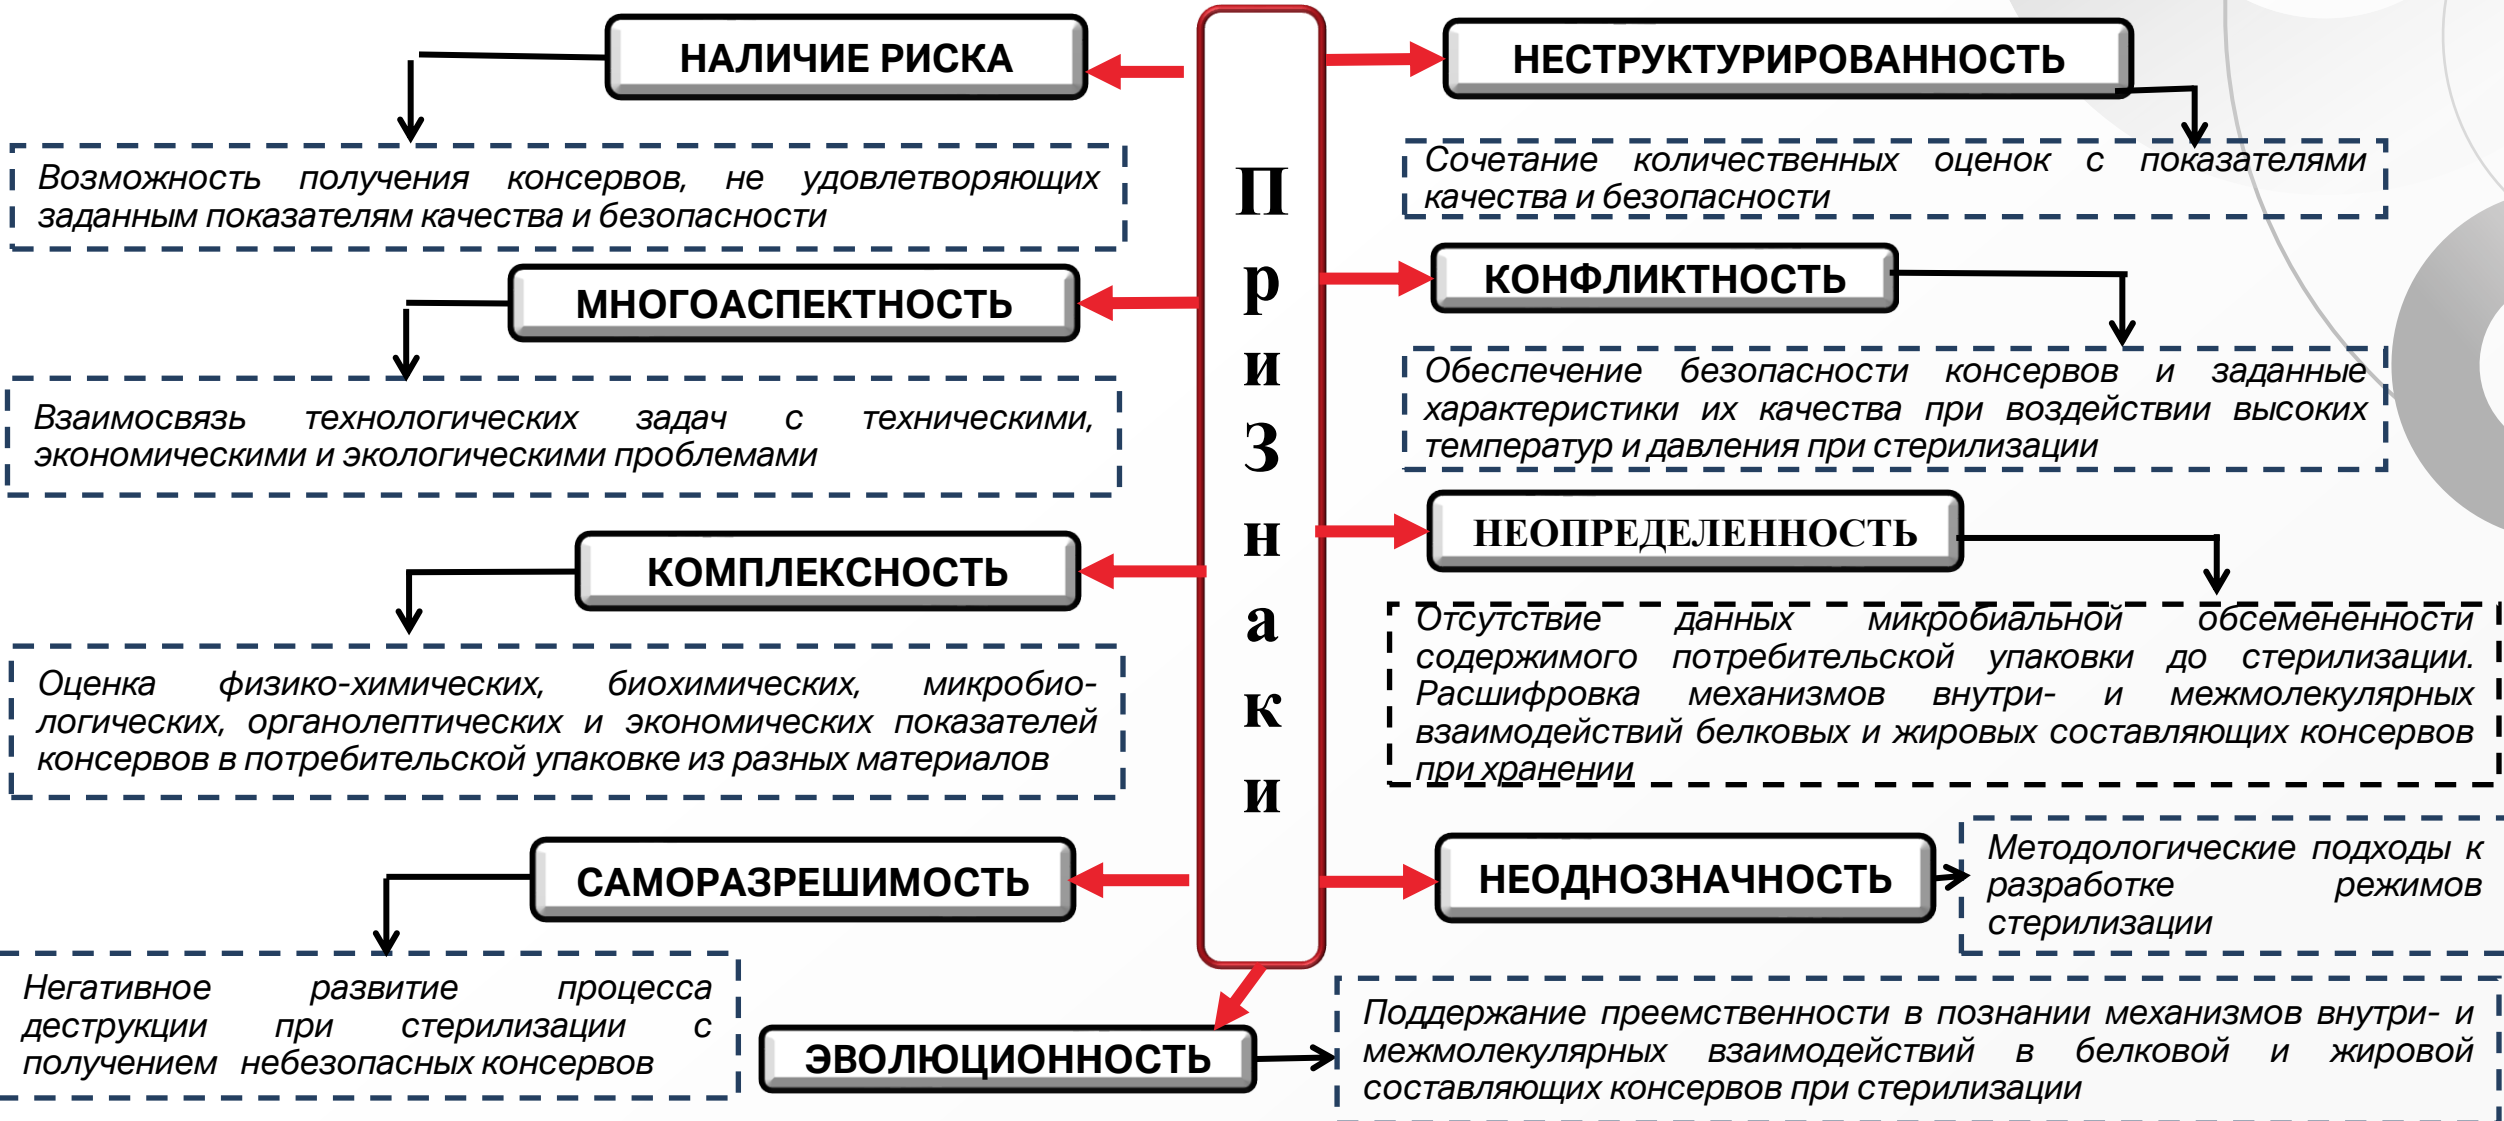 НАЛИЧИЕ РИСКА
Возможность получения консервов, не удовлетворяющих
заданным показателям качества и безопасности
МНОГОАСПЕКТНОСТЬ
Взаимосвязь технологических задач с техническими,
экономическими и экологическими проблемами
КОМПЛЕКСНОСТЬ
Оценка физико-химических, биохимических, микробио-
логических, органолептических и экономических показателей
консервов в потребительской упаковке из разных материалов
САМОРАЗРЕШИМОСТЬ
Негативное развитие процесса
деструкции при стерилизации с
получением небезопасных консервов
П
р
и
З
н
а
к
и
НЕСТРУКТУРИРОВАННОСТЬ
Сочетание количественных оценок с показателями
качества и безопасности
КОНФЛИКТНОСТЬ
Обеспечение безопасности консервов и заданные
характеристики их качества при воздействии высоких
температур и давления при стерилизации
НЕОПРЕДЕЛЕННОСТЬ
Отсутствие данных микробиальной обсемененности
содержимого потребительской упаковки до стерилизации.
Расшифровка механизмов внутри- и межмолекулярных
взаимодействий белковых и жировых составляющих консервов
при хранении
НЕОДНОЗНАЧНОСТЬ
Методологические подходы к
разработке режимов
стерилизации
ЭВОЛЮЦИОННОСТЬ
Поддержание преемственности в познании механизмов внутри- и
межмолекулярных взаимодействий в белковой и жировой
составляющих консервов при стерилизации